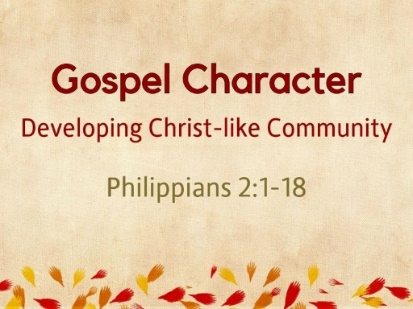 Gospel Character
Developing Christ-like Community
Philippians 2:1-18